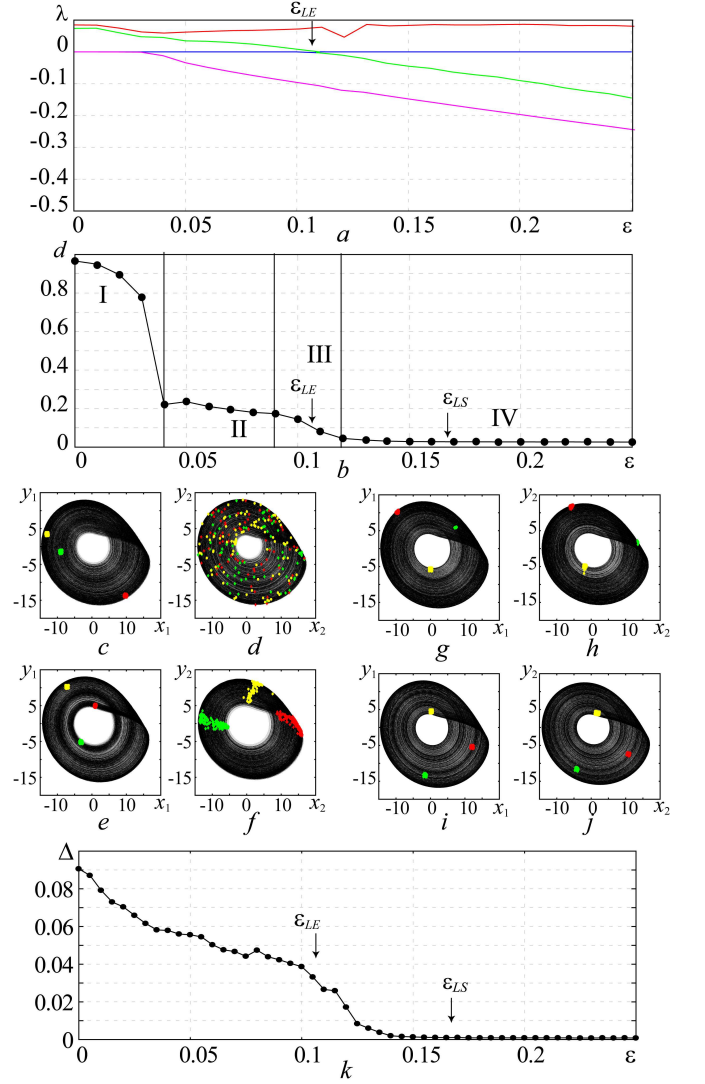 λ
ε_LE
0
-0.1
-0.2
-0.3
-0.4
-0.5
0 0.05 a 0.15 0.2 ε
d
0.8
0.6
0.4
0.2
0
I
II
III
IV
ε_LE
ε_LS
0 0.05 0.1 b 0.15 0.2 ε
y₁ y₂ y₁ y₂
5 5 5 5
-5 -5 -5 -5
-15 -15 -15 -15
-10 0 10 x₁ -10 0 10 x₂ -10 0 10 x₁ -10 0 10 x₂
c d g h
y₁ y₂ y₁ y₂
5 5 5 5
-5 -5 -5 -5
-15 -15 -15 -15
-10 0 10 x₁ -10 0 10 x₂ -10 0 10 x₁ -10 0 10 x₂
e f i j
Δ
0.08
0.06
0.04
0.02
0
ε_LE
ε_LS
0 0.05 0.1 k 0.15 0.2 ε